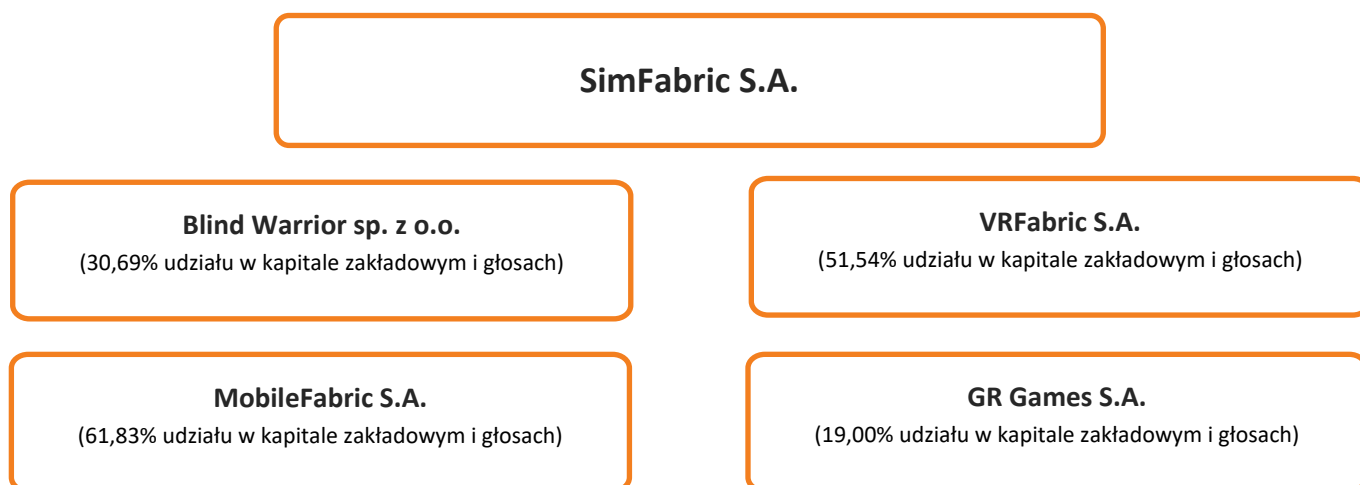 SimFabric S.A.
Blind Warrior sp. z o.o.
(30,69% udziału w kapitale zakładowym i głosach)
VRFabric S.A.
(51,54% udziału w kapitale zakładowym i głosach)
MobileFabric S.A.
(61,83% udziału w kapitale zakładowym i głosach)
GR Games S.A.
(19,00% udziału w kapitale zakładowym i głosach)